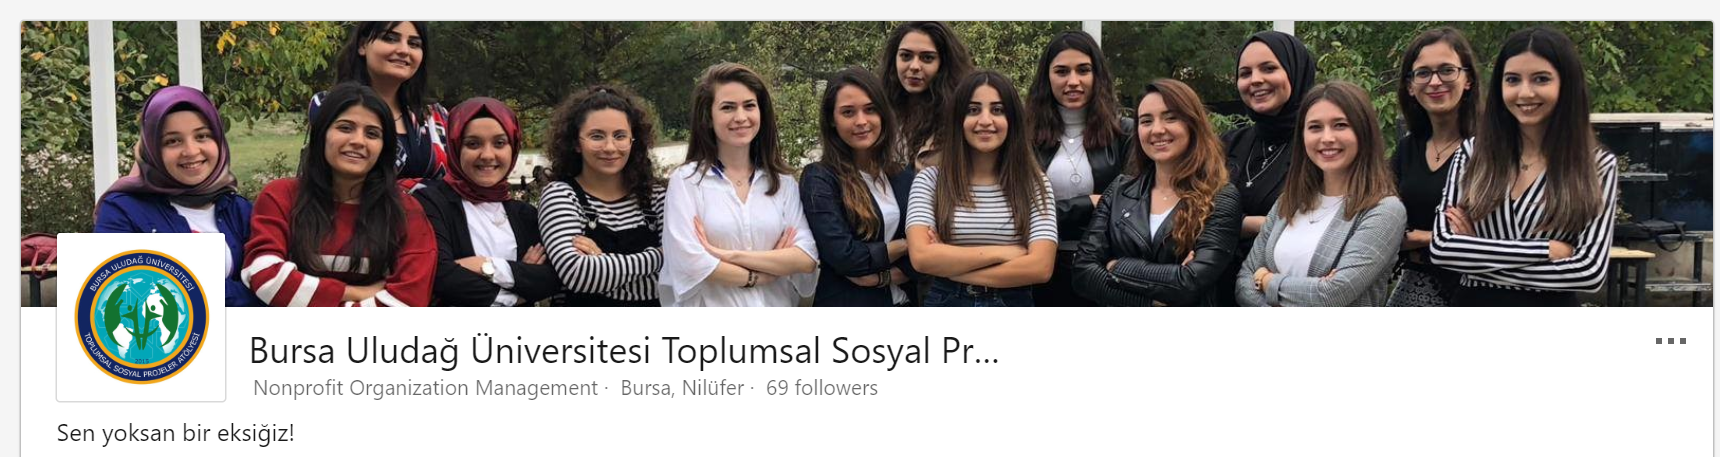 BURSA ULUDAĞ ÜNİVERSİTESİ
2015
TOPLUMSAL SOSYAL PROJELER ATÖLYESİ
Bursa Uludağ Üniversitesi Toplumsal Sosyal Pr...
Nonprofit Organization Management · Bursa, Nilüfer · 69 followers
Sen yoksan bir eksiğiz!